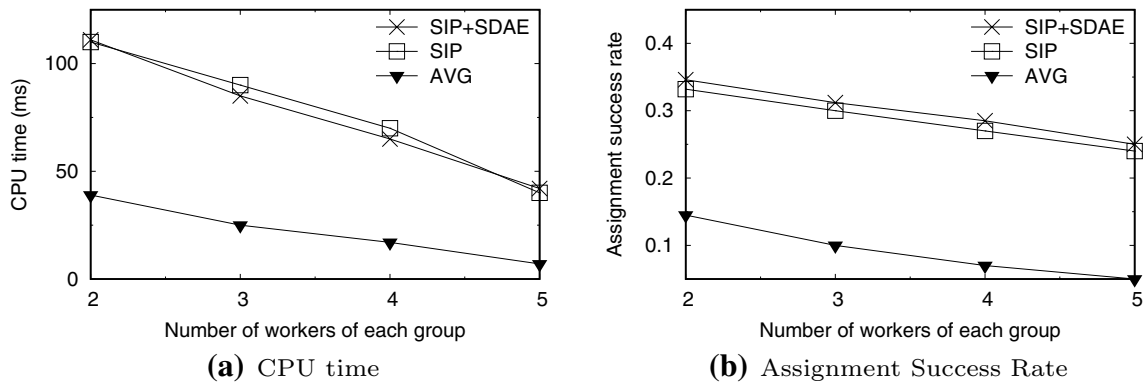 CPU time (ms)
100
50
0
2 3 4 5
Number of workers of each group
SIP+SDAE
SIP
AVG
(a) CPU time
Assignment success rate
0.4
0.3
0.2
0.1
2 3 4 5
Number of workers of each group
SIP+SDAE
SIP
AVG
(b) Assignment Success Rate